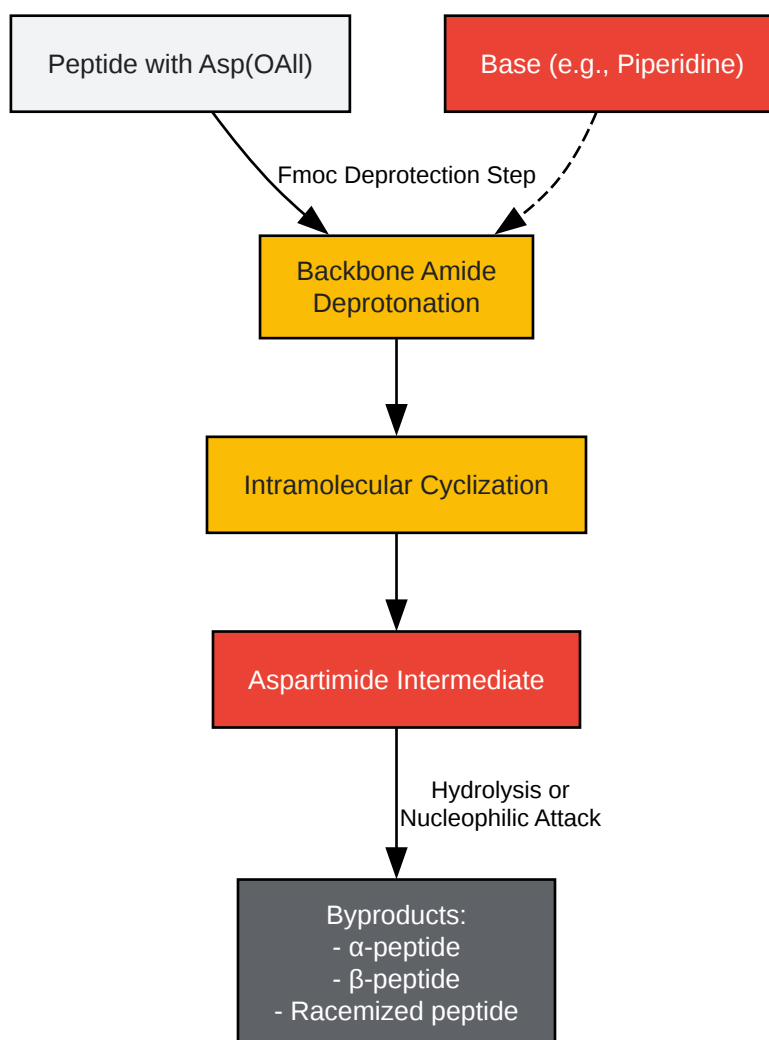 Peptide with Asp(OAll)
Base (e.g., Piperidine)
Fmoc Deprotection Step
Backbone Amide
Deprotonation
Intramolecular Cyclization
Aspartimide Intermediate
Hydrolysis or
Nucleophilic Attack
Byproducts:
- α-peptide
- β-peptide
- Racemized peptide